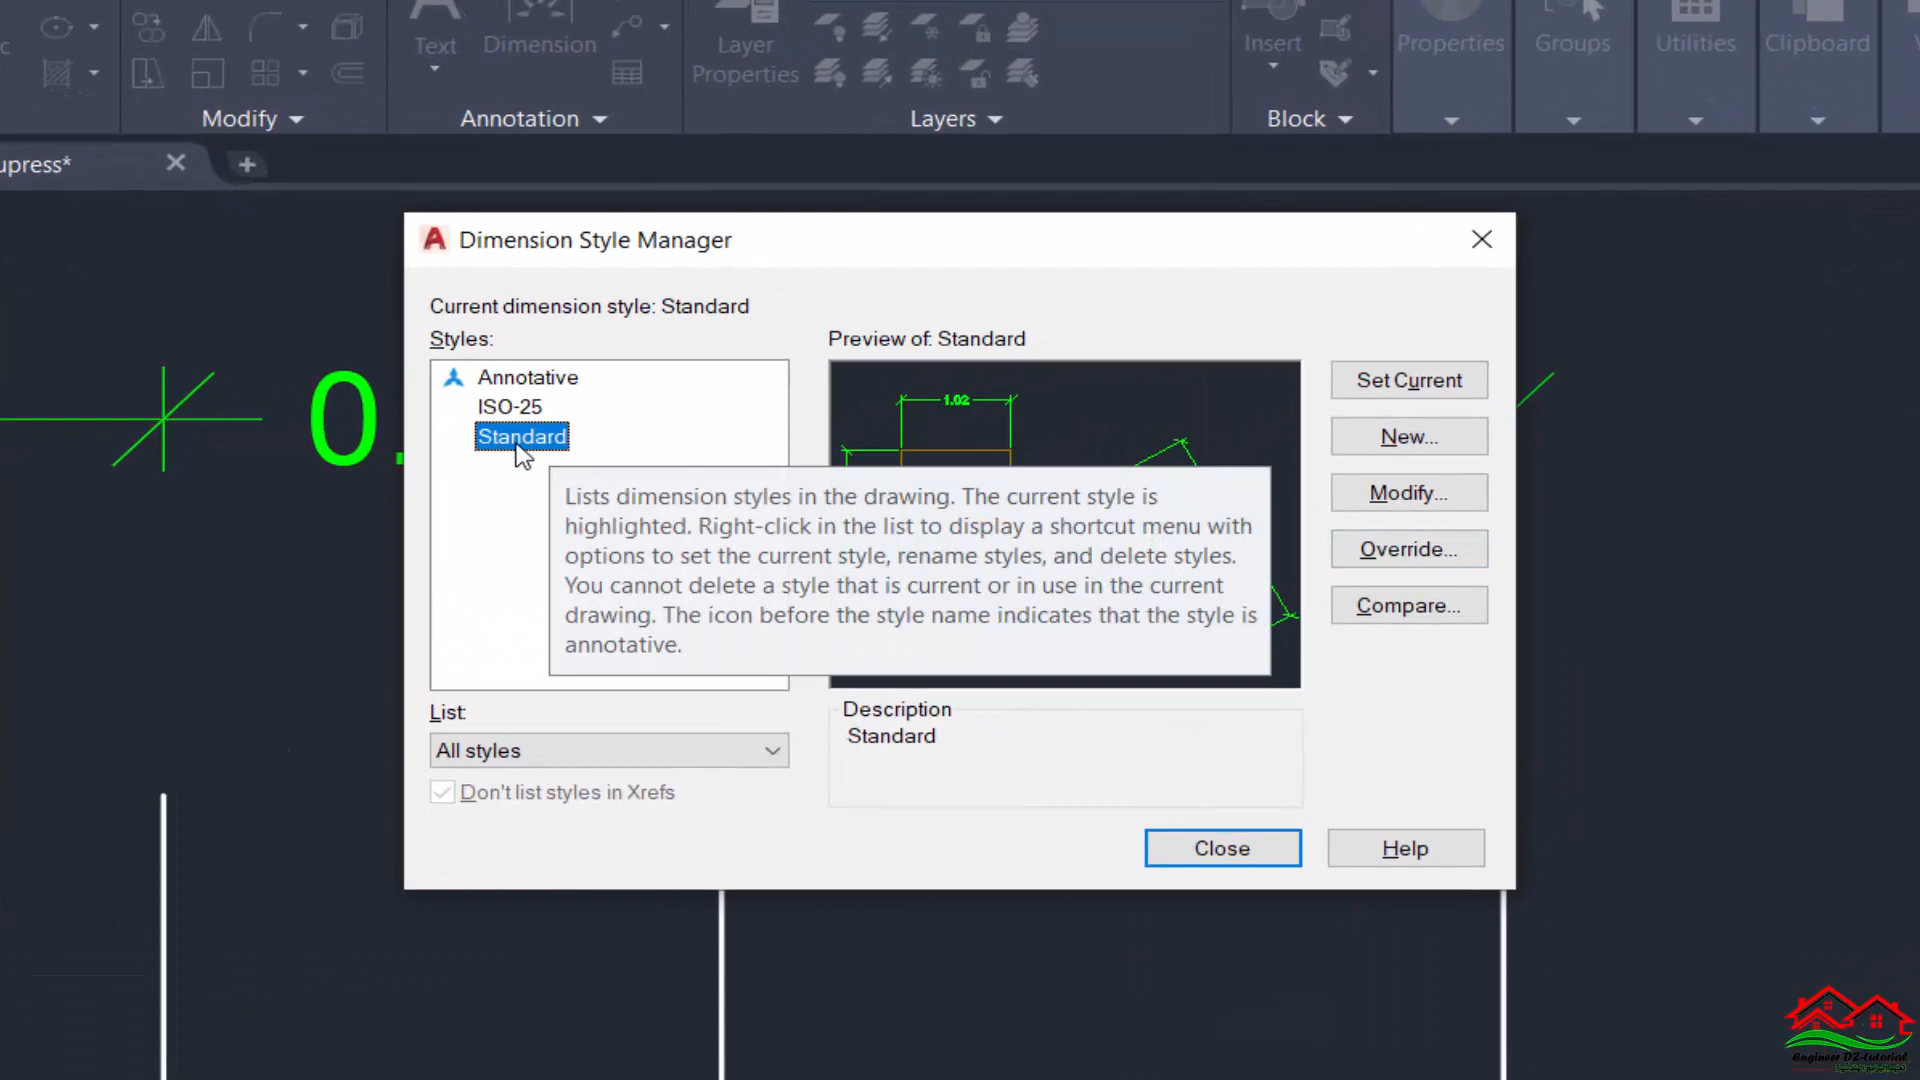 Text
Dimension
Layer
Properties
Insert
Properties
Groups
Utilities
Clipboard
Modify
Annotation
Layers
Block
upress*
Dimension Style Manager
Current dimension style: Standard
Styles:
Preview of: Standard
Annotative
ISO-25
Standard
1.02
0.
Set Current
New...
Modify...
Override...
Compare...
Lists dimension styles in the drawing. The current style is
highlighted. Right-click in the list to display a shortcut menu with
options to set the current style, rename styles, and delete styles.
You cannot delete a style that is current or in use in the current
drawing. The icon before the style name indicates that the style is
annotative.
List:
All styles
Don't list styles in Xrefs
Description
Standard
Close
Help
Engineer DZ-tutorial